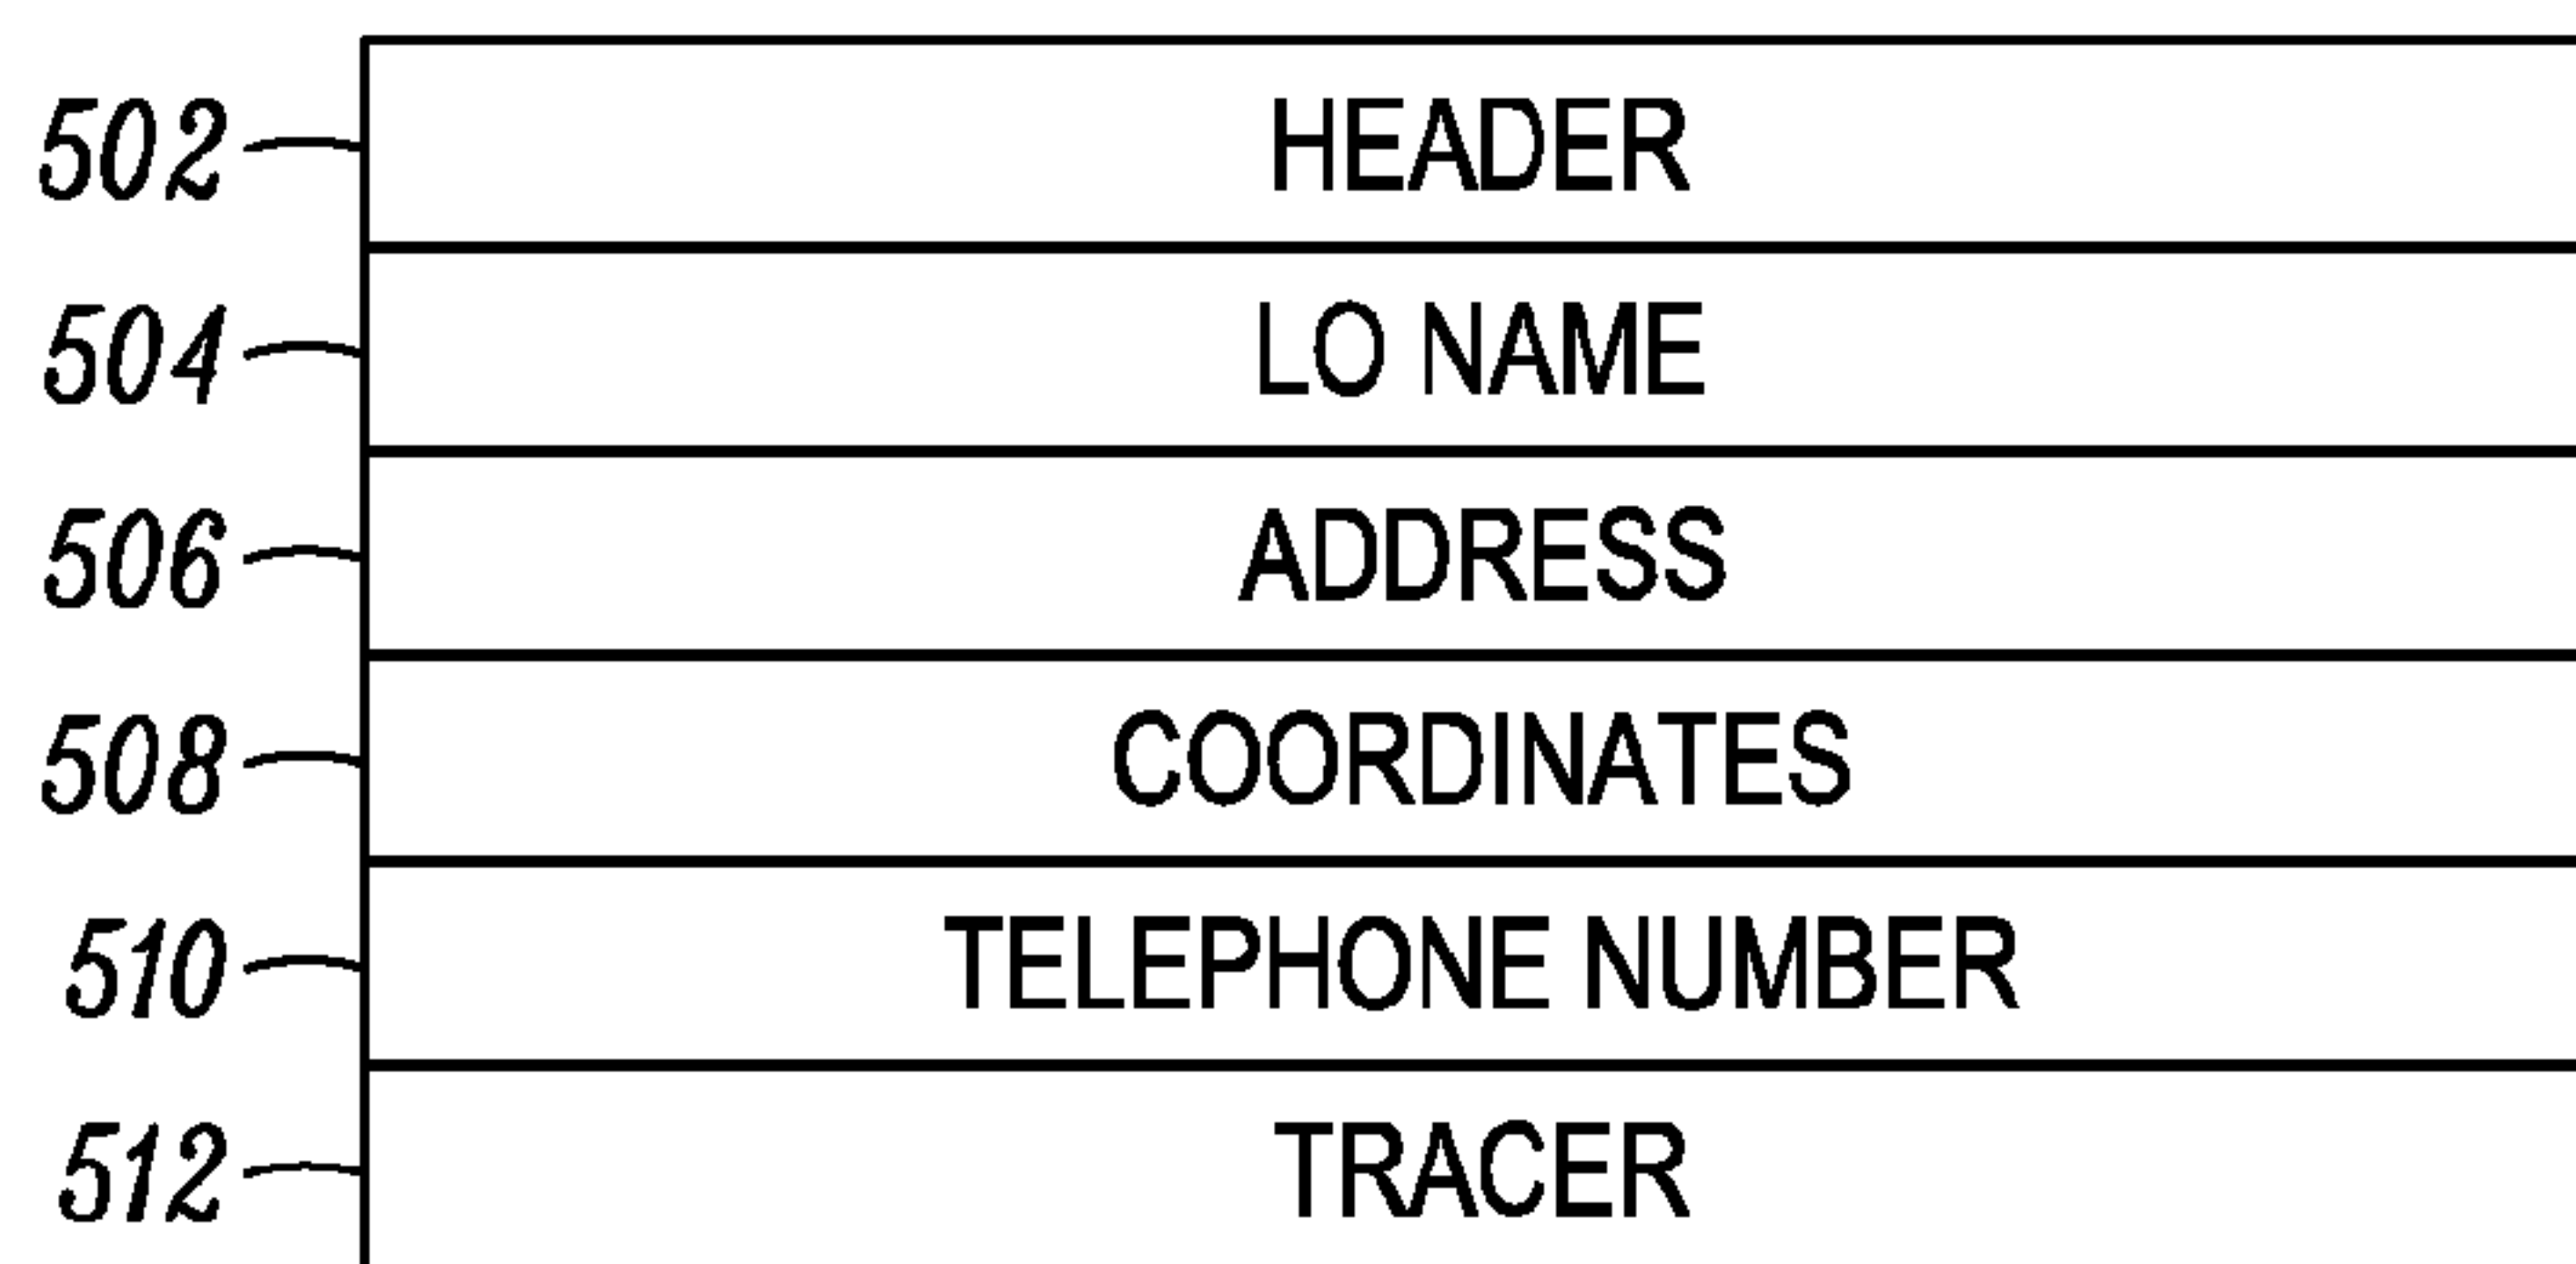 502 HEADER
504 LO NAME
506 ADDRESS
508 COORDINATES
510 TELEPHONE NUMBER
512 TRACER